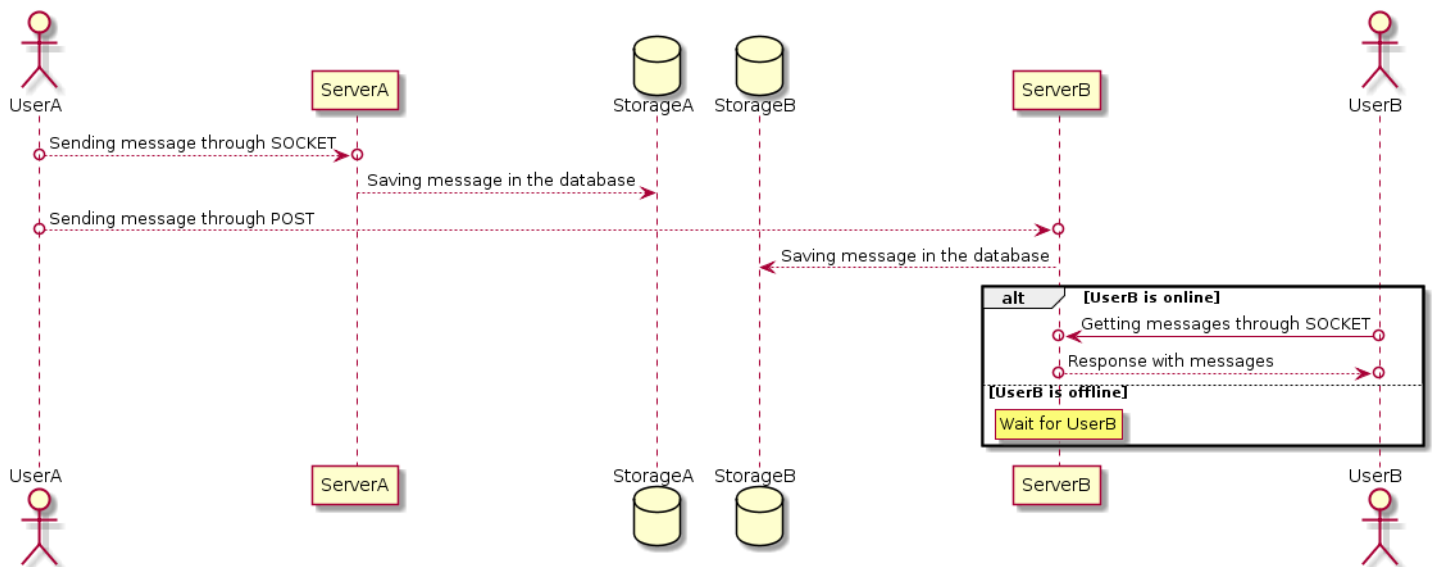 UserA
ServerA
StorageA
StorageB
ServerB
UserB
Sending message through SOCKET
Saving message in the database
Sending message through POST
Saving message in the database
alt
[UserB is online]
Getting messages through SOCKET
Response with messages
[UserB is offline]
Wait for UserB
UserA
ServerA
StorageA
StorageB
ServerB
UserB